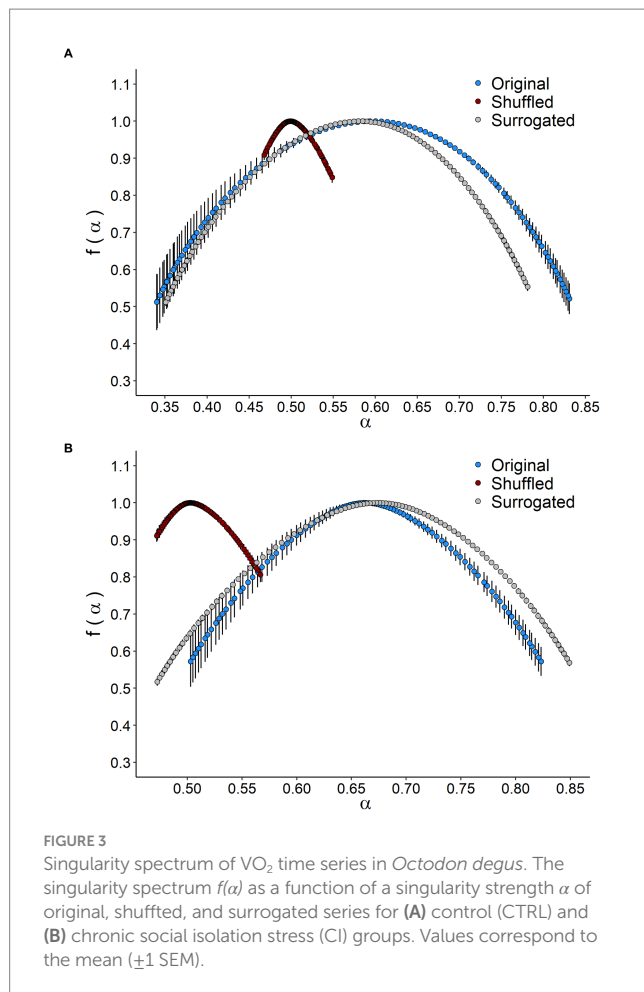 A
1.1
1.0
0.9
0.8
0.7
0.6
0.5
0.4
0.3
f(α)
Original
Shuffled
Surrogated
0.35 0.40 0.45 0.50 0.55 0.60 0.65 0.70 0.75 0.80 0.85
α
B
1.1
1.0
0.9
0.8
0.7
0.6
0.5
0.4
0.3
f(α)
Original
Shuffled
Surrogated
0.50 0.55 0.60 0.65 0.70 0.75 0.80 0.85
α
FIGURE 3
Singularity spectrum of VO₂ time series in Octodon degus. The
singularity spectrum f(α) as a function of a singularity strength α of
original, shuffted, and surrogated series for (A) control (CTRL) and
(B) chronic social isolation stress (CI) groups. Values correspond to
the mean (±1 SEM).